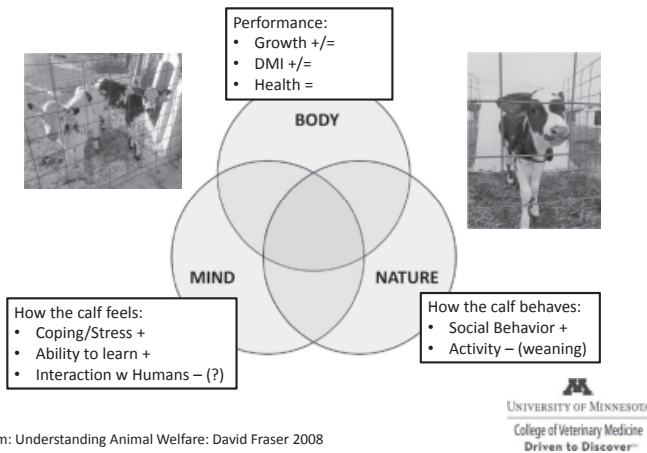 Performance:
• Growth +/=
• DMI +/=
• Health =
BODY
MIND
NATURE
How the calf feels:
• Coping/Stress +
• Ability to learn +
• Interaction w Humans – (?)
How the calf behaves:
• Social Behavior +
• Activity – (weaning)
M
UNIVERSITY OF MINNESOTA
College of Veterinary Medicine
Driven to Discover℠
m: Understanding Animal Welfare: David Fraser 2008